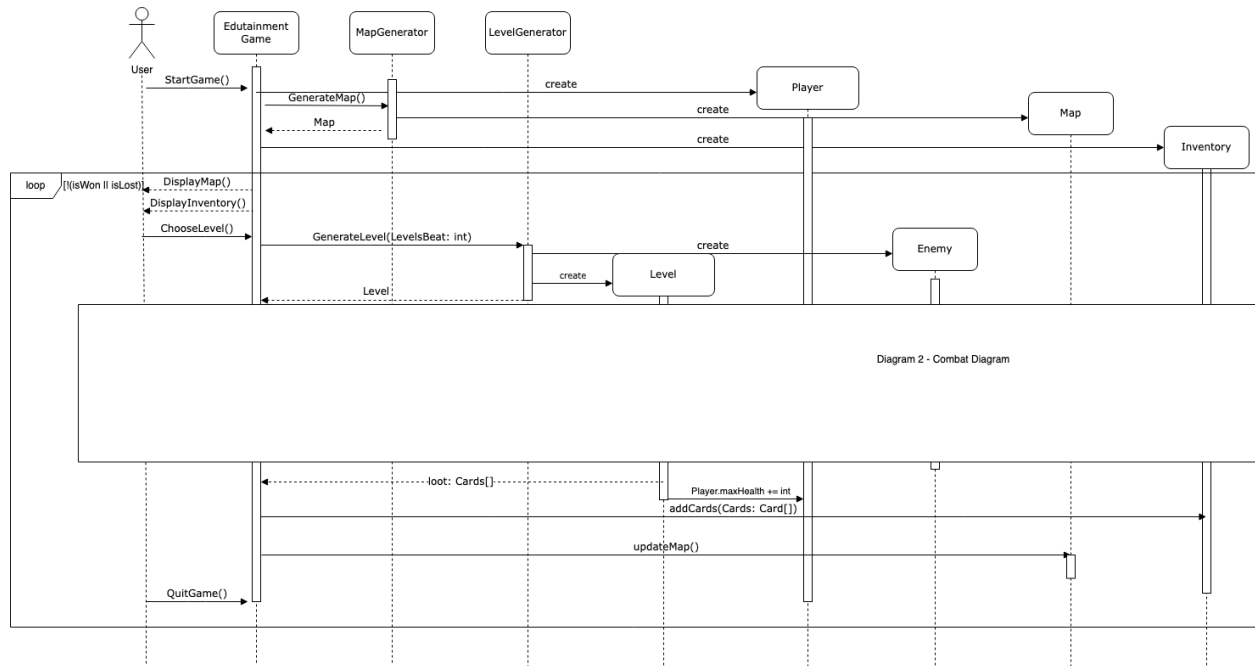 Edutainment
Game
MapGenerator
LevelGenerator
User
StartGame()
create
Player
GenerateMap()
create
Map
Map
create
Inventory
loop
[!(isWon II isLost)]
DisplayMap()
DisplayInventory()
ChooseLevel()
GenerateLevel(LevelsBeat: int)
create
Enemy
create
Level
Level
Diagram 2 - Combat Diagram
loot: Cards[]
Player.maxHealth += int
addCards(Cards: Card[])
updateMap()
QuitGame()